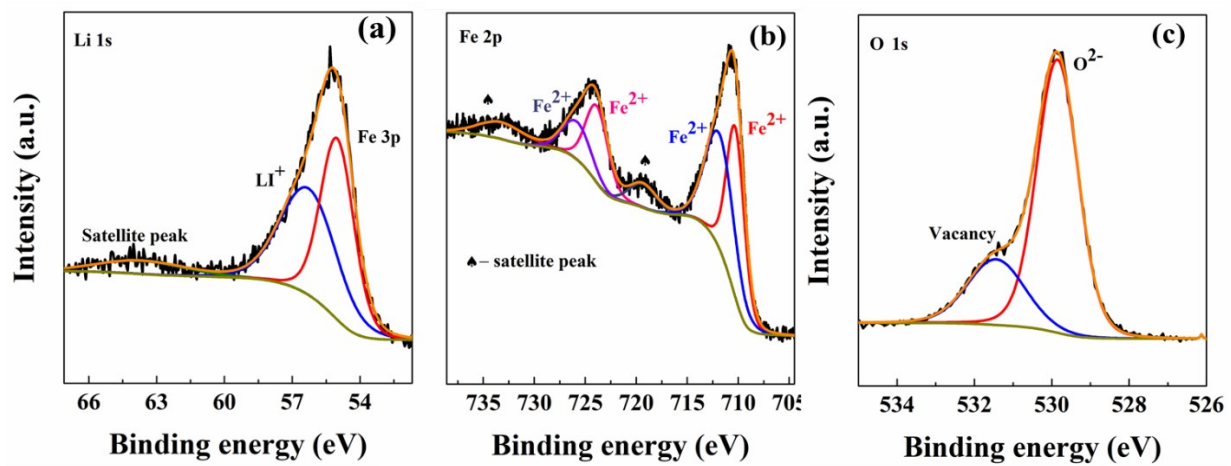 (a)
Li 1s
Fe 3p
LI+
Satellite peak
Intensity (a.u.)
66 63 60 57 54
Binding energy (eV)
(b)
Fe 2p
♠
Fe2+ Fe2+
♠
Fe2+ Fe2+
♠– satellite peak
Intensity (a.u.)
735 730 725 720 715 710 705
Binding energy (eV)
(c)
O 1s
O2-
Vacancy
Intensity (a.u.)
534 532 530 528 526
Binding energy (eV)